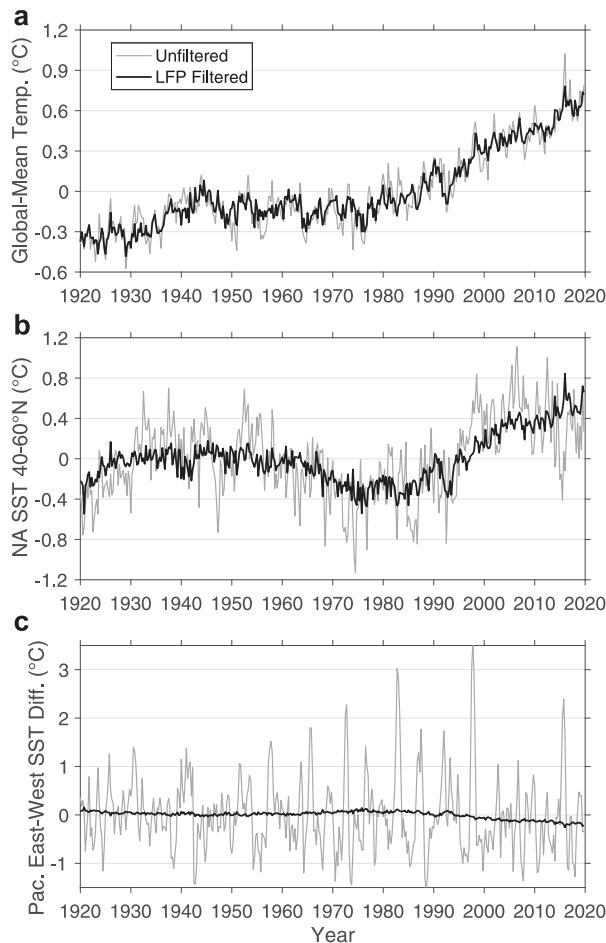 a
Global-Mean Temp. (°C)
1.2
0.9
0.6
0.3
0
-0.3
-0.6
Unfiltered
LFP Filtered
1920 1930 1940 1950 1960 1970 1980 1990 2000 2010 2020
b
NA SST 40-60°N (°C)
1.2
0.8
0.4
0
-0.4
-0.8
-1.2
1920 1930 1940 1950 1960 1970 1980 1990 2000 2010 2020
c
Pac. East-West SST Diff. (°C)
3
2
1
0
-1
1920 1930 1940 1950 1960 1970 1980 1990 2000 2010 2020
Year